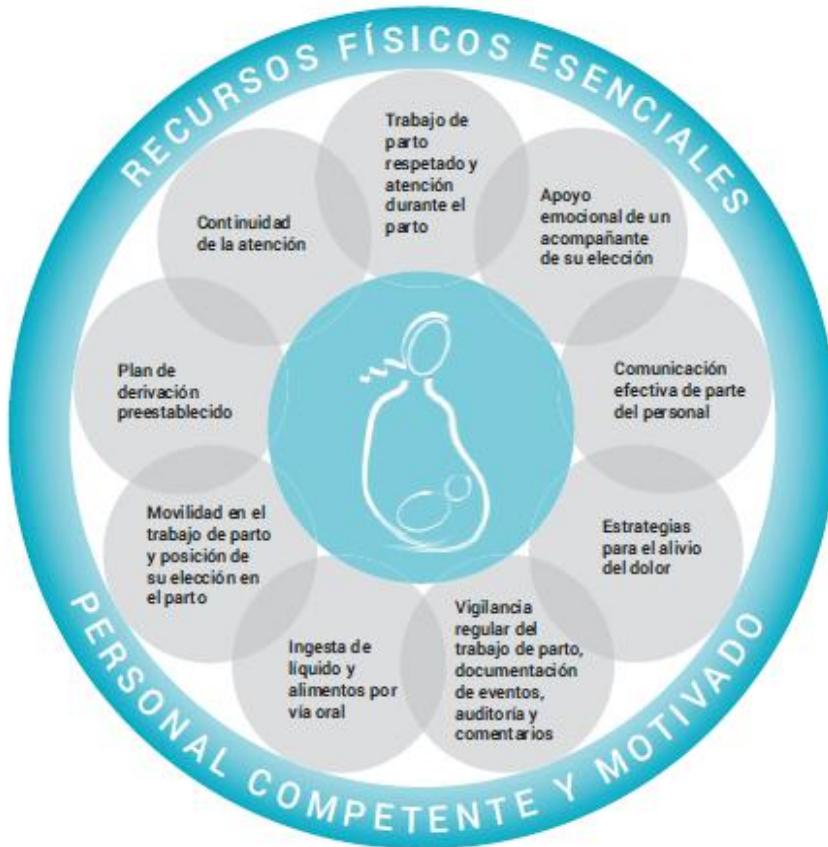 RECURSOS FÍSICOS ESENCIALES
Trabajo de
parto
respetado y
atención
durante el
parto
Apoyo
emocional de un
acompañante
de su elección
Comunicación
efectiva de parte
del personal
Estrategias
para el alivio
del dolor
Vigilancia
regular del
trabajo de parto,
documentación
de eventos,
auditoría y
comentarios
Ingesta de
líquido y
alimentos por
vía oral
Movilidad en el
trabajo de parto
y posición de
su elección en
el parto
Plan de
derivación
preestablecido
Continuidad
de la atención
PERSONAL COMPETENTE Y MOTIVADO